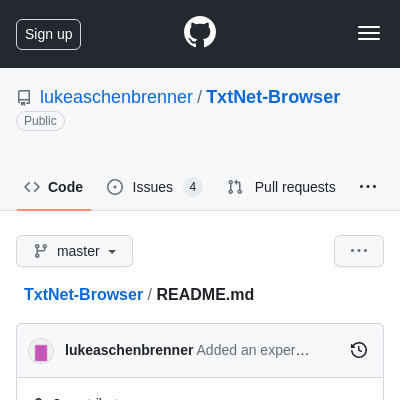 Sign up
lukeaschenbrenner / TxtNet-Browser
Public
Code Issues 4 Pull requests
master
TxtNet-Browser / README.md
lukeaschenbrenner Added an exper…